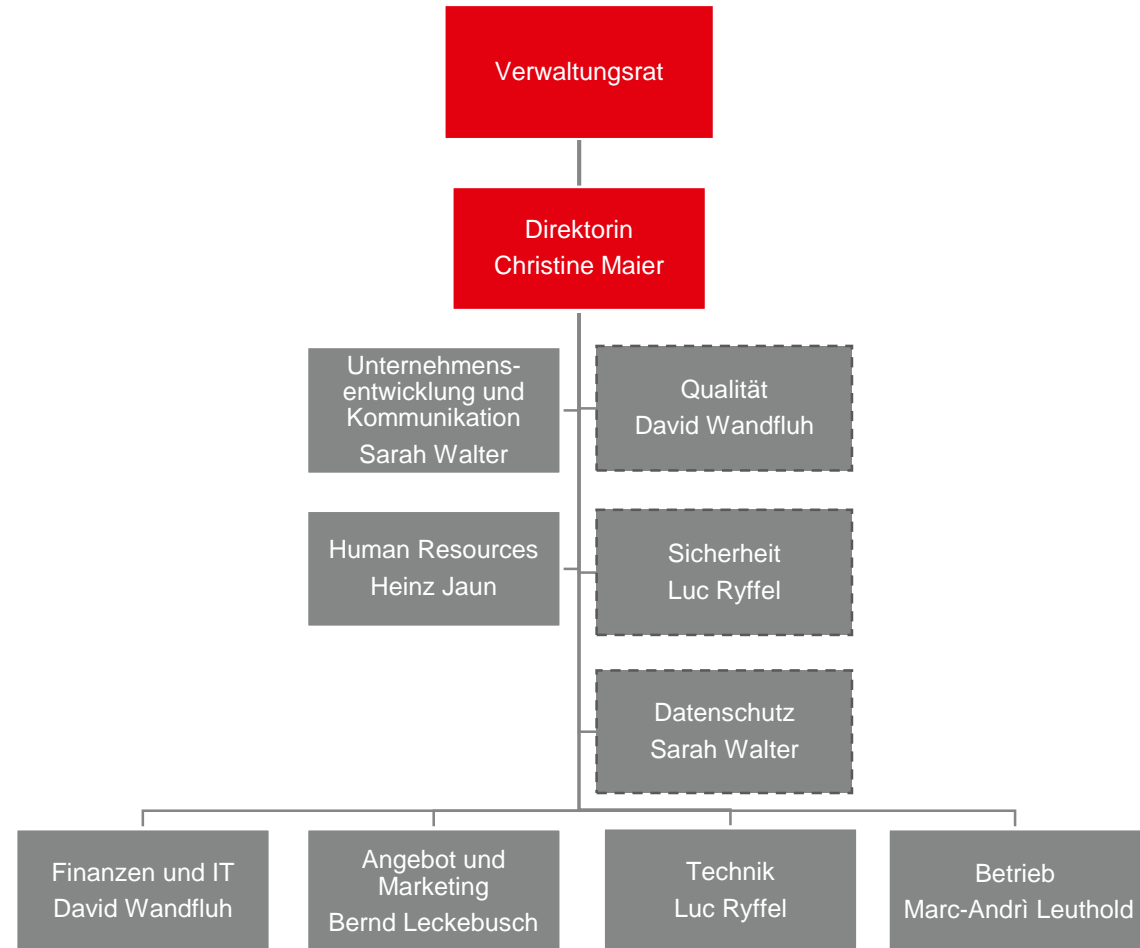 Verwaltungsrat
Direktorin
Christine Maier
Unternehmens-
entwicklung und
Kommunikation
Sarah Walter
Qualität
David Wandfluh
Human Resources
Heinz Jaun
Sicherheit
Luc Ryffel
Datenschutz
Sarah Walter
Finanzen und IT
David Wandfluh
Angebot und
Marketing
Bernd Leckebusch
Technik
Luc Ryffel
Betrieb
Marc-Andrì Leuthold